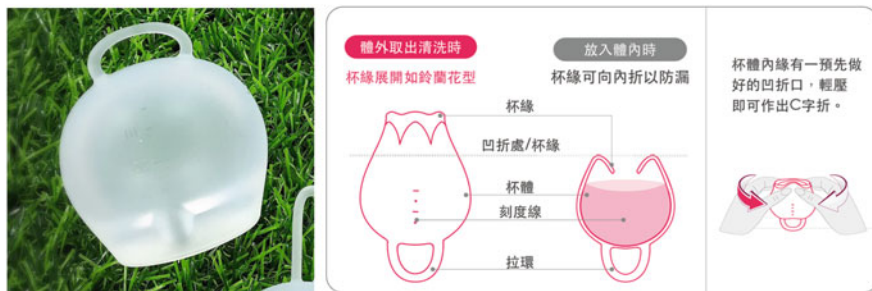 體外取出清洗時
杯緣展開如鈴蘭花型
放入體內時
杯緣可向內折以防漏
杯緣
凹折處/杯緣
杯體
刻度線
拉環
杯體內緣有一預先做
好的凹折口，輕壓
即可作出C字折。